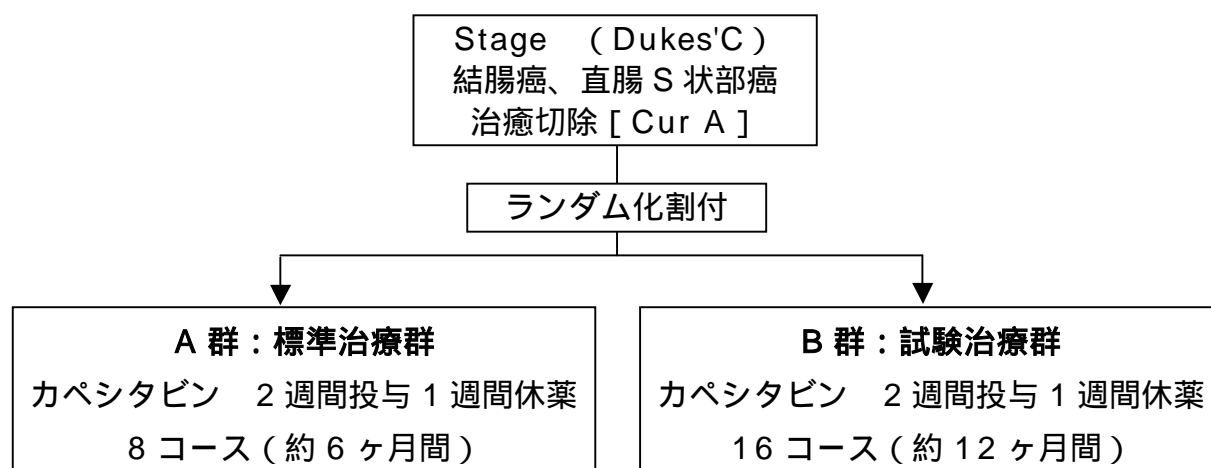 Stage （Dukes'C）
結腸癌、直腸 S 状部癌
治癒切除［Cur A］
ランダム化割付
A 群：標準治療群
カペシタビン　2 週間投与 1 週間休薬
8 コース（約 6 ヶ月間）
B 群：試験治療群
カペシタビン　2 週間投与 1 週間休薬
16 コース（約 12 ヶ月間）